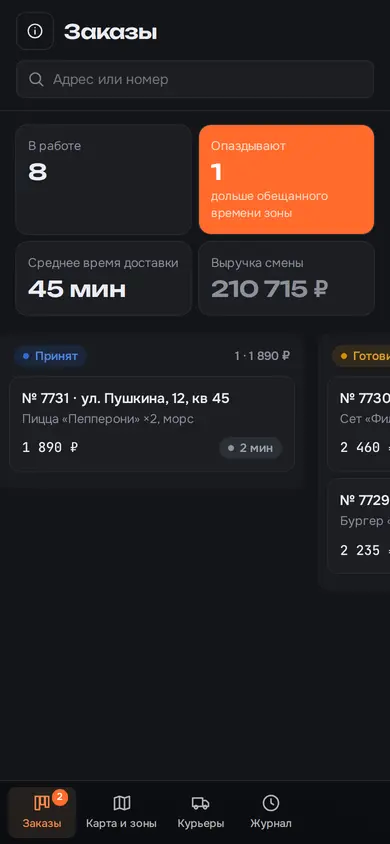 Заказы
Адрес или номер
В работе
8
Опаздывают
1
дольше обещанного
времени зоны
Среднее время доставки
45 мин
Выручка смены
210 715 ₽
Принят
1 · 1 890 ₽
№ 7731 · ул. Пушкина, 12, кв 45
Пицца «Пепперони» ×2, морс
1 890 ₽
2 мин
Готови
№ 7730
Сет «Фил
2 460
№ 7729
Бургер «
2 235
2
Заказы
Карта и зоны
Курьеры
Журнал